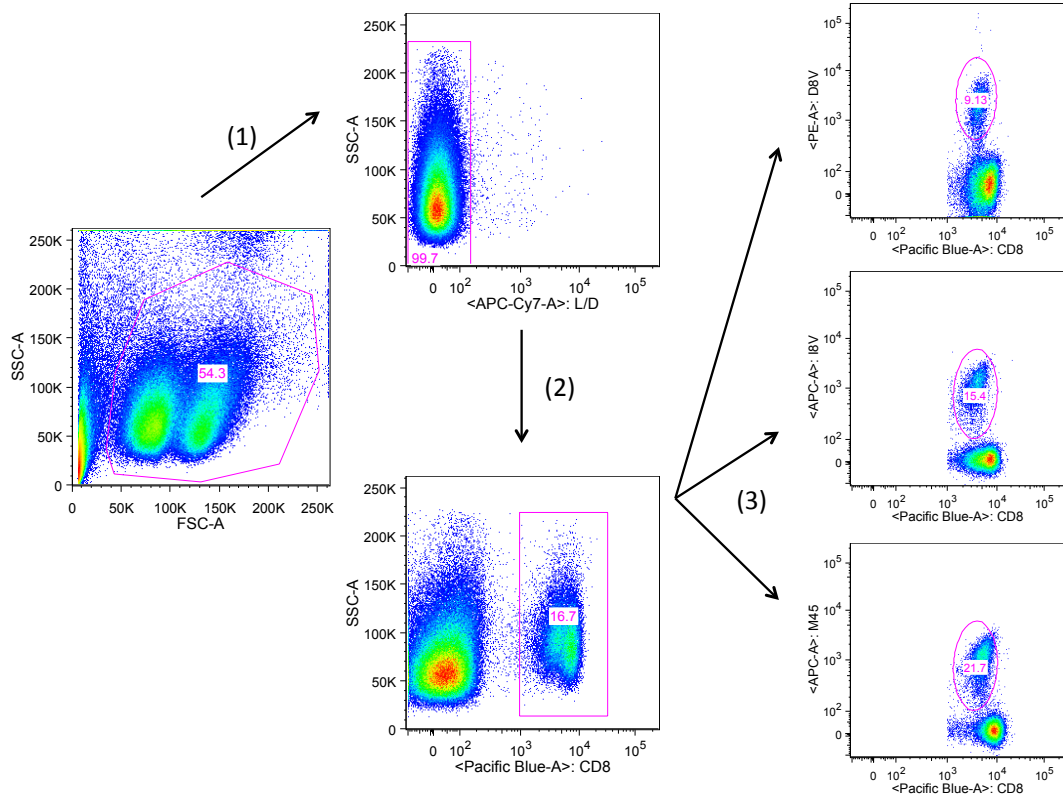 (1)
250K
200K
150K
100K
50K
0
SSC-A
54.3
0 50K 100K 150K 200K 250K
FSC-A
250K
200K
150K
100K
50K
0
SSC-A
99.7
0 10^2 10^3 10^4 10^5
<APC-Cy7-A>: L/D
(2)
250K
200K
150K
100K
50K
0
SSC-A
16.7
0 10^2 10^3 10^4 10^5
<Pacific Blue-A>: CD8
(3)
10^5
10^4
10^3
10^2
0
<PE-A>: D8V
9.13
0 10^2 10^3 10^4 10^5
<Pacific Blue-A>: CD8
10^5
10^4
10^3
10^2
0
<APC-A>: I8V
15.4
0 10^2 10^3 10^4 10^5
<Pacific Blue-A>: CD8
10^5
10^4
10^3
10^2
0
<APC-A>: M45
21.7
0 10^2 10^3 10^4 10^5
<Pacific Blue-A>: CD8